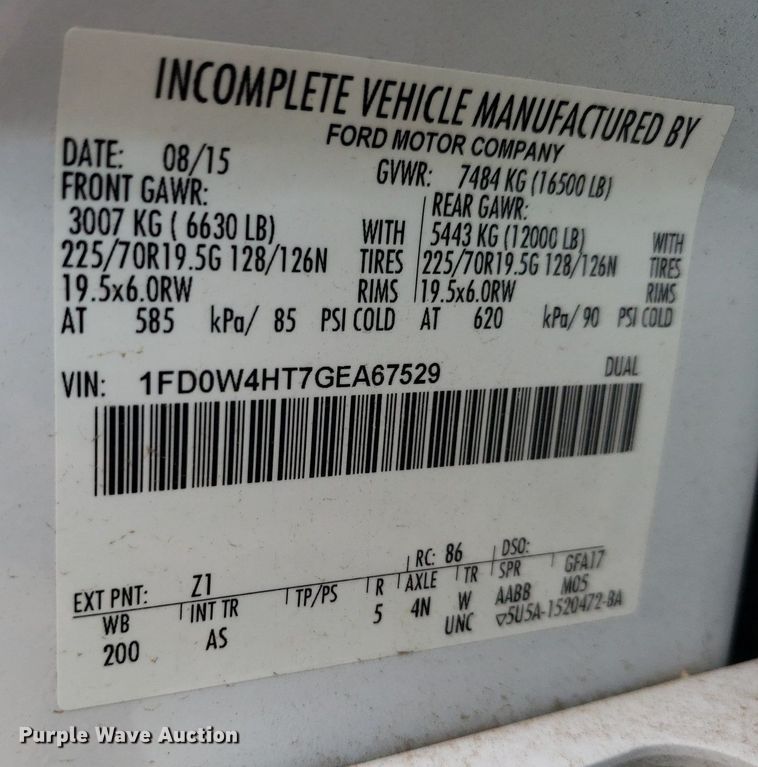 INCOMPLETE VEHICLE MANUFACTURED BY
FORD MOTOR COMPANY
DATE: 08/15 GVWR: 7484 KG (16500 LB)
FRONT GAWR: REAR GAWR:
3007 KG ( 6630 LB) WITH 5443 KG (12000 LB) WITH
225/70R19.5G 128/126N TIRES 225/70R19.5G 128/126N TIRES
19.5x6.0RW RIMS 19.5x6.0RW RIMS
AT 585 kPa/ 85 PSI COLD AT 620 kPa/ 90 PSI COLD
VIN: 1FD0W4HT7GEA67529 DUAL
EXT PNT: Z1 RC: 86 DSO:
WB INT TR TP/PS R AXLE TR SPR GFA17
200 AS 5 4N W AABB M05
UNC ▽5U5A-1520472-BA
Purple Wave Auction